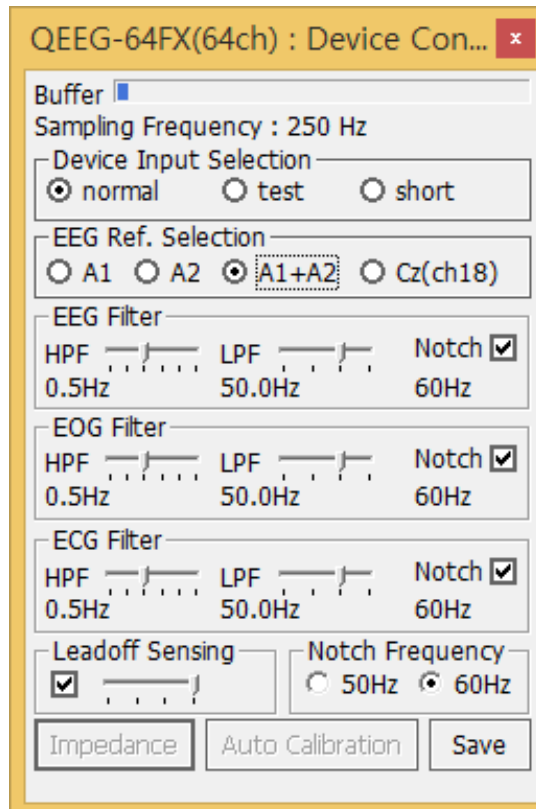 QEEG-64FX(64ch) : Device Con... x
Buffer
Sampling Frequency : 250 Hz
Device Input Selection
normal test short
EEG Ref. Selection
A1 A2 A1+A2 Cz(ch18)
EEG Filter
HPF LPF Notch
0.5Hz 50.0Hz 60Hz
EOG Filter
HPF LPF Notch
0.5Hz 50.0Hz 60Hz
ECG Filter
HPF LPF Notch
0.5Hz 50.0Hz 60Hz
Leadoff Sensing Notch Frequency
50Hz 60Hz
Impedance Auto Calibration Save